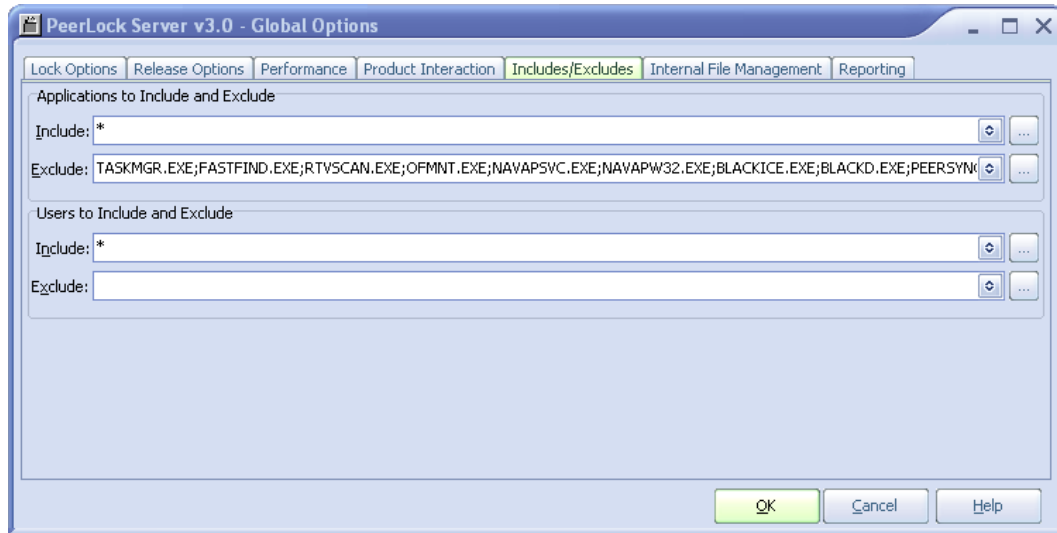 PeerLock Server v3.0 - Global Options
Lock Options Release Options Performance Product Interaction Includes/Excludes Internal File Management Reporting
Applications to Include and Exclude
Include: * ...
Exclude: TASKMGR.EXE;FASTFIND.EXE;RTVSCAN.EXE;OFMNT.EXE;NAVAPSVC.EXE;NAVAPW32.EXE;BLACKICE.EXE;BLACKD.EXE;PEERSYNC ...
Users to Include and Exclude
Include: * ...
Exclude: ...
OK Cancel Help